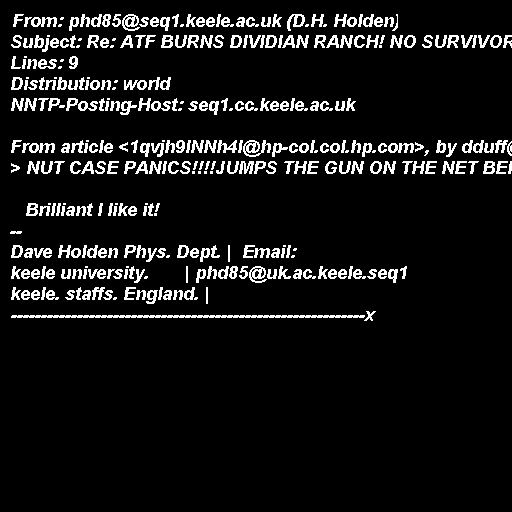 From: phd85@seq1.keele.ac.uk (D.H. Holden)
Subject: Re: ATF BURNS DIVIDIAN RANCH! NO SURVIVOR
Lines: 9
Distribution: world
NNTP-Posting-Host: seq1.cc.keele.ac.uk
From article <1qvjh9INNh4l@hp-col.col.hp.com>, by dduff@
> NUT CASE PANICS!!!!JUMPS THE GUN ON THE NET
Brilliant I like it!
--
Dave Holden Phys. Dept. | Email:
keele university. | phd85@uk.ac.keele.seq1
keele. staffs. England. |
-----------------------------------------------------------x